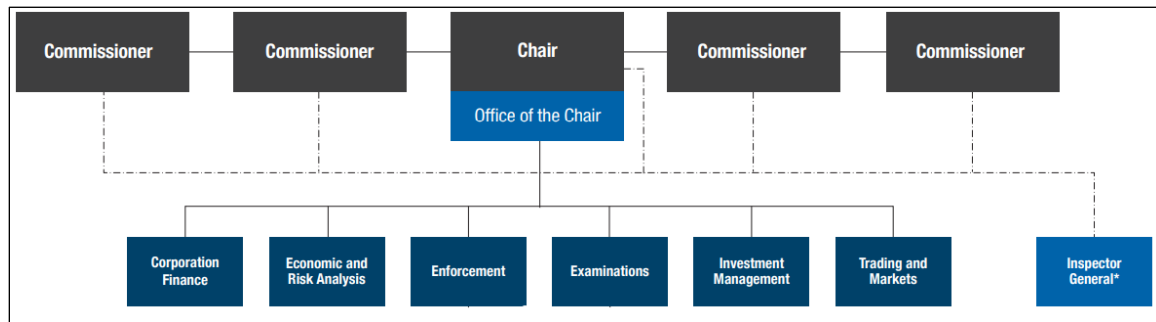 Commissioner
Commissioner
Chair
Commissioner
Commissioner
Office of the Chair
Corporation
Finance
Economic and
Risk Analysis
Enforcement
Examinations
Investment
Management
Trading and
Markets
Inspector
General*